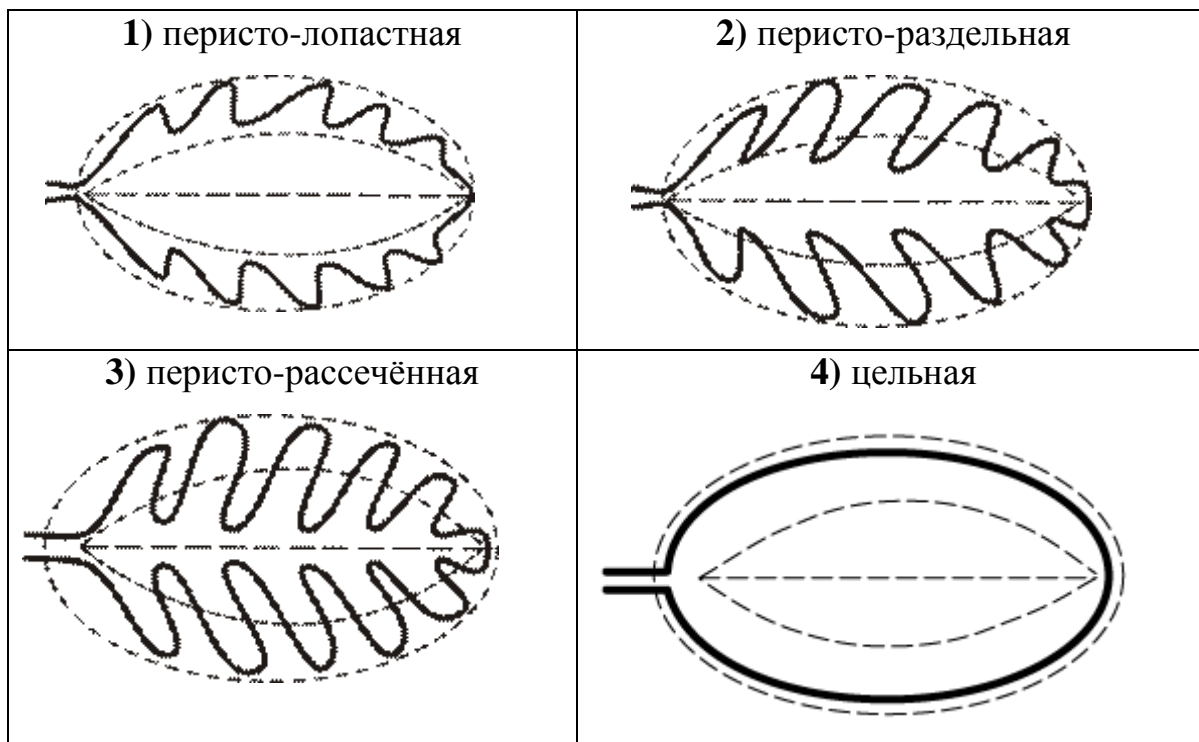 1) перисто-лопастная
2) перисто-раздельная
3) перисто-рассечённая
4) цельная